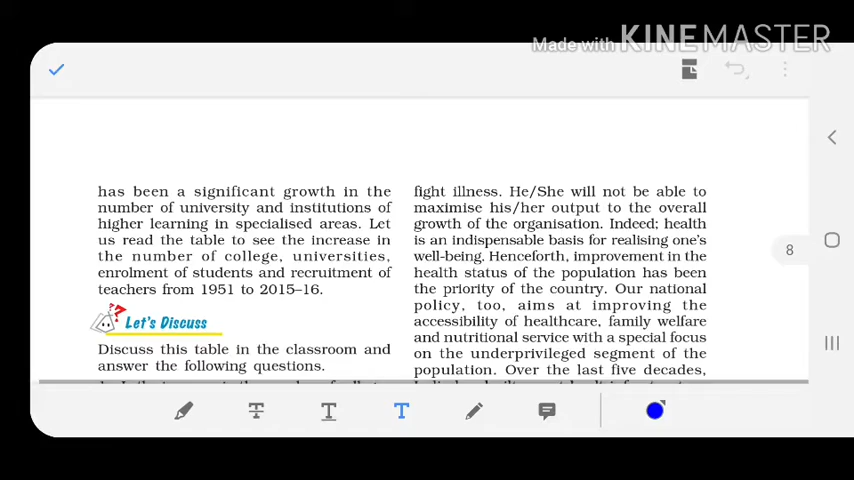 Made with KINEMASTER
has been a significant growth in the
number of university and institutions of
higher learning in specialised areas. Let
us read the table to see the increase in
the number of college, universities,
enrolment of students and recruitment of
teachers from 1951 to 2015–16.
Let's Discuss
Discuss this table in the classroom and
answer the following questions.
fight illness. He/She will not be able to
maximise his/her output to the overall
growth of the organisation. Indeed; health
is an indispensable basis for realising one's
well-being. Henceforth, improvement in the
health status of the population has been
the priority of the country. Our national
policy, too, aims at improving the
accessibility of healthcare, family welfare
and nutritional service with a special focus
on the underprivileged segment of the
population. Over the last five decades,
8